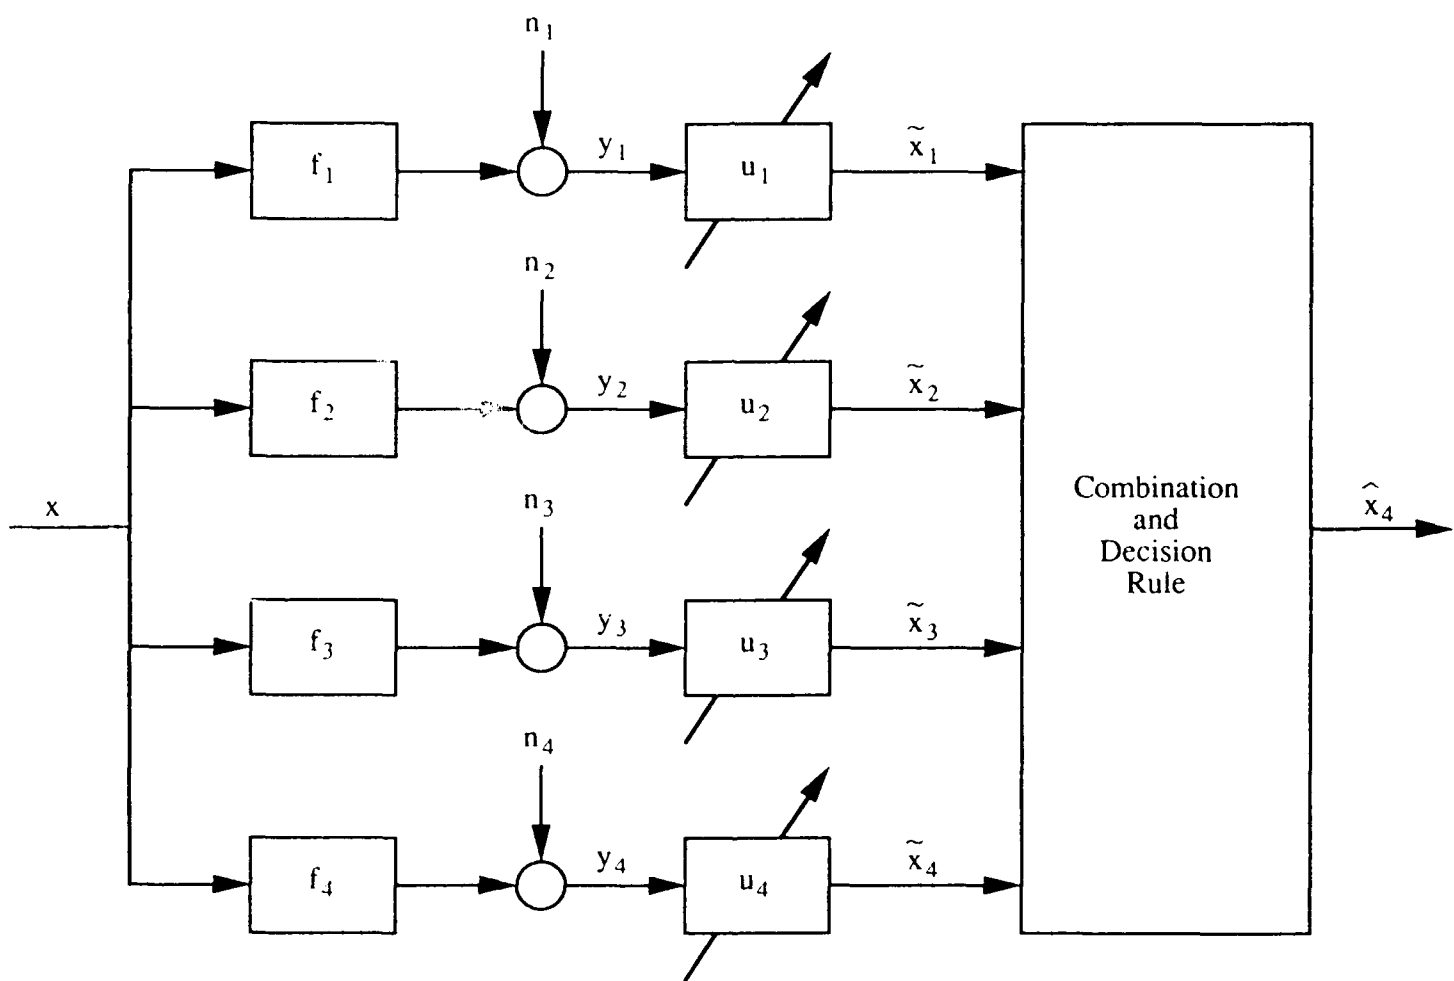 n₁
f₁
y₁
u₁
x̃₁
n₂
f₂
y₂
u₂
x̃₂
n₃
x
Combination
and
Decision
Rule
x̂₄
f₃
y₃
u₃
x̃₃
n₄
f₄
y₄
u₄
x̃₄